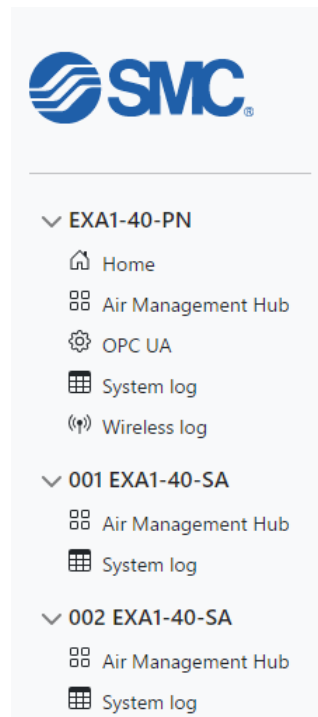 SMC®
EXA1-40-PN
Home
Air Management Hub
OPC UA
System log
Wireless log
001 EXA1-40-SA
Air Management Hub
System log
002 EXA1-40-SA
Air Management Hub
System log